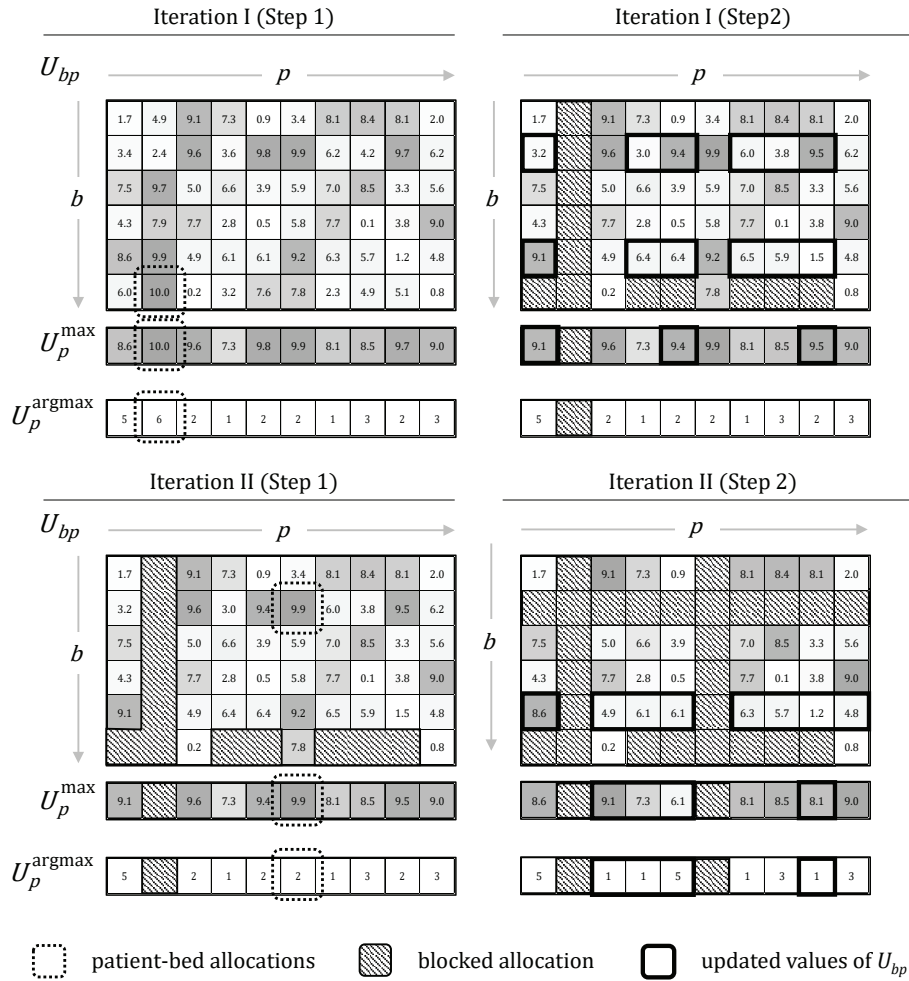 Iteration I (Step 1)
U_bp
p
b
1.7 4.9 9.1 7.3 0.9 3.4 8.1 8.4 8.1 2.0
3.4 2.4 9.6 3.6 9.8 9.9 6.2 4.2 9.7 6.2
7.5 9.7 5.0 6.6 3.9 5.9 7.0 8.5 3.3 5.6
4.3 7.9 7.7 2.8 0.5 5.8 7.7 0.1 3.8 9.0
8.6 9.9 4.9 6.1 6.1 9.2 6.3 5.7 1.2 4.8
6.0 10.0 0.2 3.2 7.6 7.8 2.3 4.9 5.1 0.8
U_p^max
8.6 10.0 9.6 7.3 9.8 9.9 8.1 8.5 9.7 9.0
U_p^argmax
5 6 2 1 2 2 1 3 2 3
Iteration I (Step2)
p
1.7 9.1 7.3 0.9 3.4 8.1 8.4 8.1 2.0
3.2 9.6 3.0 9.4 9.9 6.0 3.8 9.5 6.2
7.5 5.0 6.6 3.9 5.9 7.0 8.5 3.3 5.6
4.3 7.7 2.8 0.5 5.8 7.7 0.1 3.8 9.0
9.1 4.9 6.4 6.4 9.2 6.5 5.9 1.5 4.8
0.2 7.8 0.8
9.1 9.6 7.3 9.4 9.9 8.1 8.5 9.5 9.0
5 2 1 2 2 1 3 2 3
Iteration II (Step 1)
U_bp
p
b
1.7 9.1 7.3 0.9 3.4 8.1 8.4 8.1 2.0
3.2 9.6 3.0 9.4 9.9 6.0 3.8 9.5 6.2
7.5 5.0 6.6 3.9 5.9 7.0 8.5 3.3 5.6
4.3 7.7 2.8 0.5 5.8 7.7 0.1 3.8 9.0
9.1 4.9 6.4 6.4 9.2 6.5 5.9 1.5 4.8
0.2 7.8 0.8
U_p^max
9.1 9.6 7.3 9.4 9.9 8.1 8.5 9.5 9.0
U_p^argmax
5 2 1 2 2 1 3 2 3
Iteration II (Step 2)
p
b
1.7 9.1 7.3 0.9 8.1 8.4 8.1 2.0
7.5 5.0 6.6 3.9 7.0 8.5 3.3 5.6
4.3 7.7 2.8 0.5 7.7 0.1 3.8 9.0
8.6 4.9 6.1 6.1 6.3 5.7 1.2 4.8
0.2 0.8
8.6 9.1 7.3 6.1 8.1 8.5 8.1 9.0
5 1 1 5 1 3 1 3
patient-bed allocations
blocked allocation
updated values of U_bp